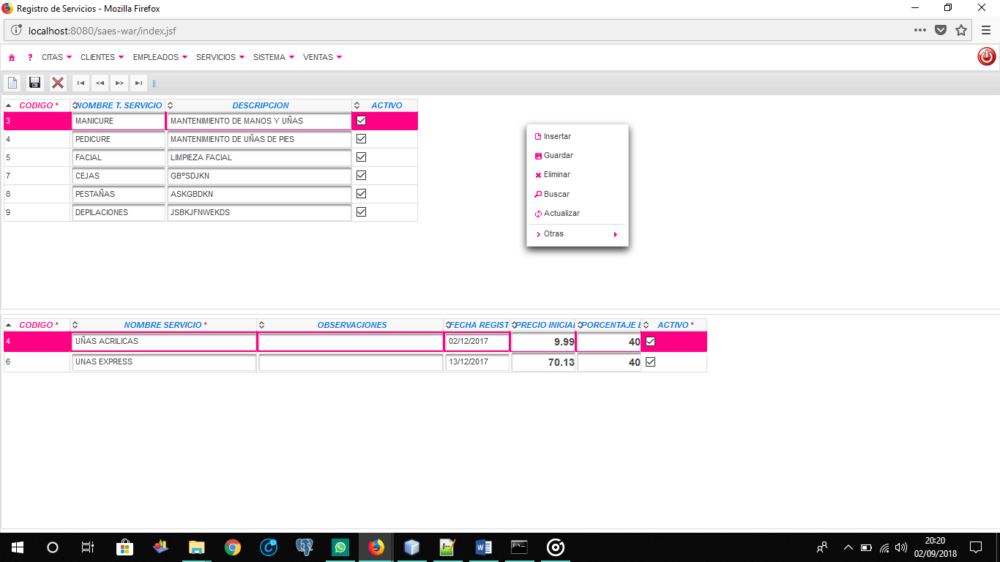 Registro de Servicios - Mozilla Firefox
localhost:8080/saes-war/index.jsf
? CITAS CLIENTES EMPLEADOS SERVICIOS SISTEMA VENTAS
CODIGO * NOMBRE T. SERVICIO DESCRIPCION ACTIVO
3 MANICURE MANTENIMIENTO DE MANOS Y UÑAS
4 PEDICURE MANTENIMIENTO DE UÑAS DE PIES
5 FACIAL LIMPIEZA FACIAL
7 CEJAS GBºSDJKN
8 PESTAÑAS ASKGBDKN
9 DEPILACIONES JSBKJFNWEKDS
Insertar
Guardar
Eliminar
Buscar
Actualizar
Otras
CODIGO * NOMBRE SERVICIO * OBSERVACIONES FECHA REGIST PRECIO INICIAL PORCENTAJE E ACTIVO *
4 UÑAS ACRILICAS 02/12/2017 9.99 40
6 UNAS EXPRESS 13/12/2017 70.13 40
20:20
02/09/2018